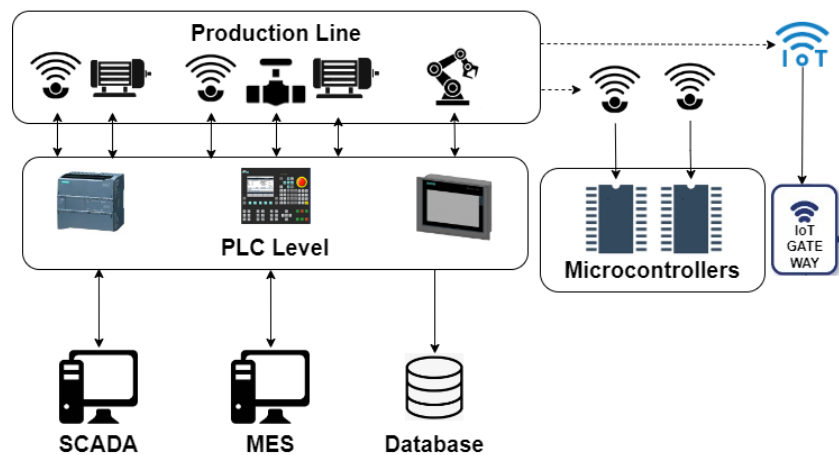 Production Line
IoT
PLC Level
Microcontrollers
IoT
GATE
WAY
SCADA
MES
Database